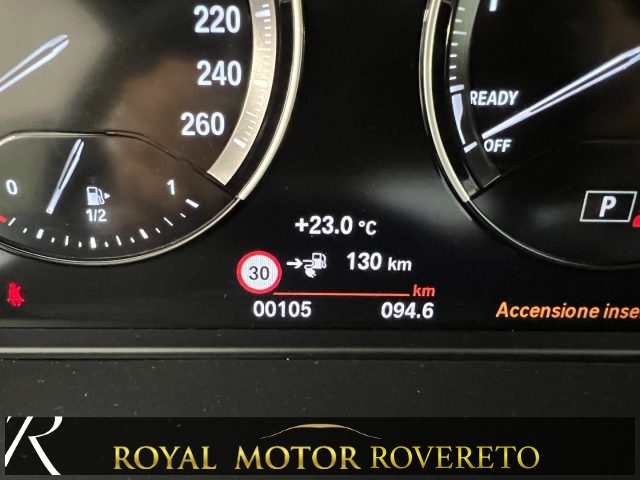 220
240
260
READY
OFF
0
1/2
1
P
+23.0 °C
30
130 km
km
00105
094.6
Accensione inse
R
ROYAL MOTOR ROVERETO